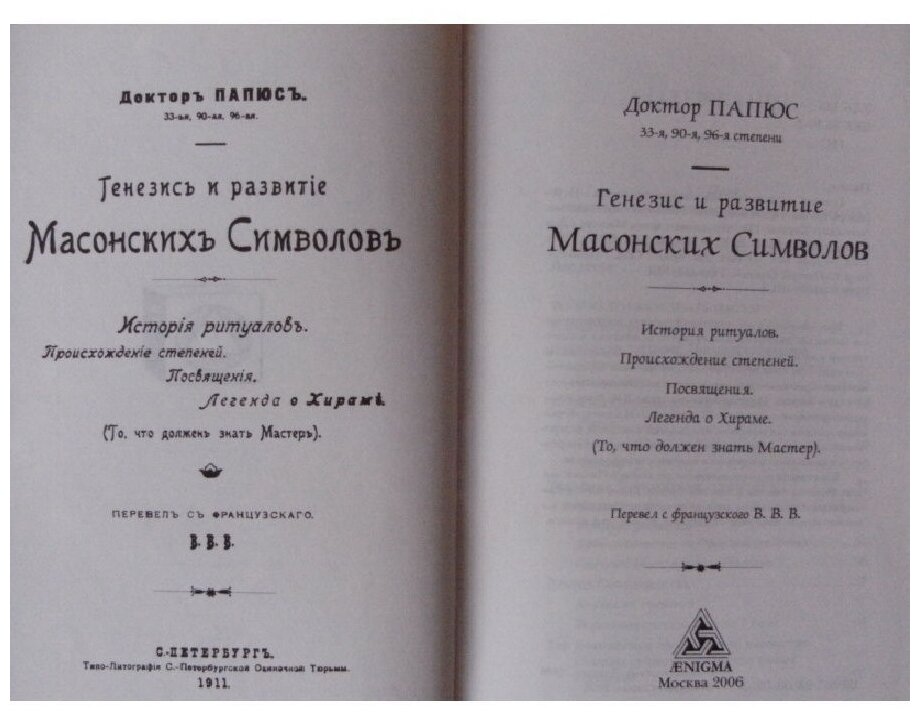 Докторъ ПАПЮСЪ.
33-ья, 90-ая, 96-ая.
Генезисъ и развитіе
Масонскихъ Символовъ
Исторія ритуаловъ.
Происхожденіе степеней.
Посвященія.
Легенда о Хирамѣ.
(То, что долженъ знать Мастеръ).
ПЕРЕВЕЛЪ СЪ ФРАНЦУЗСКАГО.
В. В. В.
С.-ПЕТЕРБУРГЪ.
Типо-Литографія С.-Петербургской Одиночной Тюрьмы.
1911.
Доктор ПАПЮС
33-я, 90-я, 96-я степени
Генезис и развитие
Масонских Символов
История ритуалов.
Происхождение степеней.
Посвящения.
Легенда о Хираме.
(То, что должен знать Мастер).
Перевел с французского В. В. В.
ÆNIGMA
Москва 2006